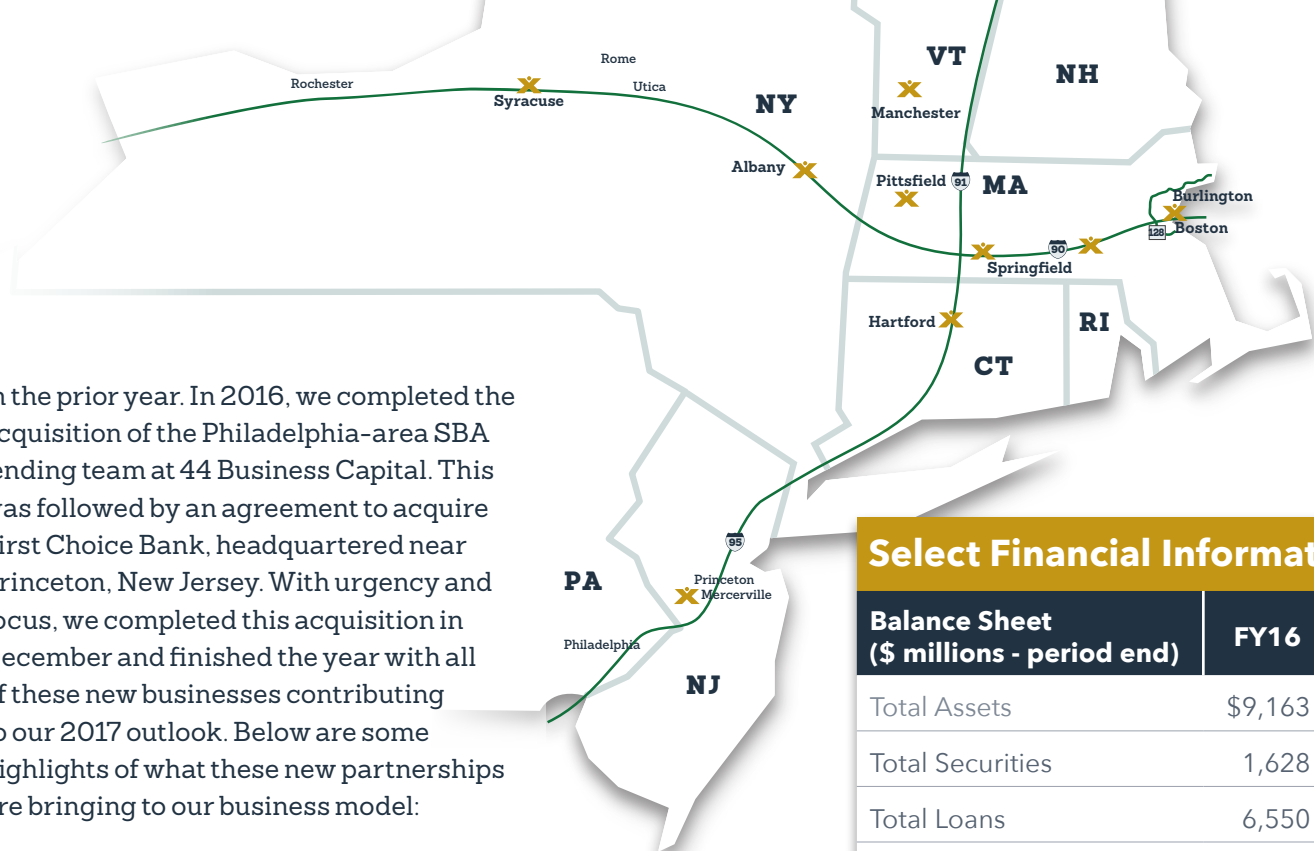 VT
Rome
NH
Rochester
Utica
Syracuse
NY
Manchester
Albany
Pittsfield
91
MA
Burlington
128
Boston
90
Springfield
Hartford
RI
CT
n the prior year. In 2016, we completed the
cquisition of the Philadelphia-area SBA
ending team at 44 Business Capital. This
as followed by an agreement to acquire
irst Choice Bank, headquartered near
rinceton, New Jersey. With urgency and
ocus, we completed this acquisition in
ecember and finished the year with all
f these new businesses contributing
o our 2017 outlook. Below are some
ighlights of what these new partnerships
re bringing to our business model:
95
PA
Princeton
Mercerville
Philadelphia
NJ
Select Financial Informat
Balance Sheet
($ millions - period end)
FY16
Total Assets $9,163
Total Securities 1,628
Total Loans 6,550